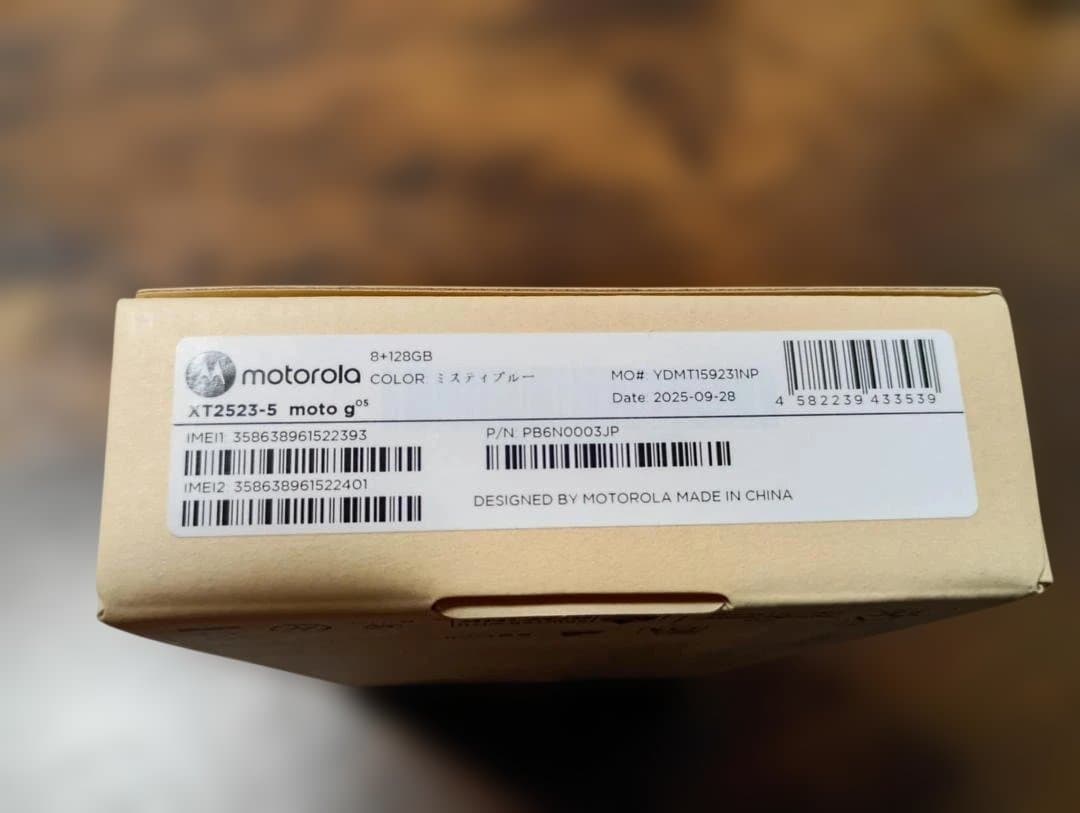 motorola
8+128GB
COLOR: ミスティブルー
XT2523-5 moto g05
MO#: YDMT159231NP
Date: 2025-09-28
4 582239 433539
IMEI1: 358638961522393
IMEI2: 358638961522401
P/N: PB6N0003JP
DESIGNED BY MOTOROLA MADE IN CHINA